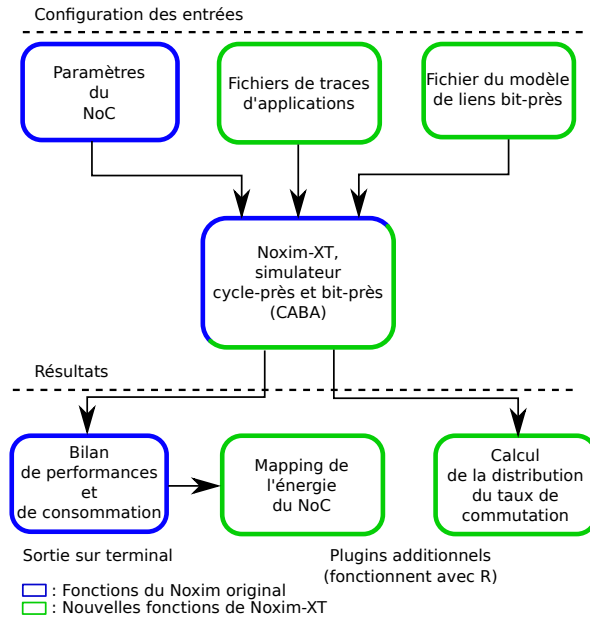 Configuration des entrées
Paramètres
du
NoC
Fichiers de traces
d'applications
Fichier du modèle
de liens bit-près
Noxim-XT,
simulateur
cycle-près et bit-près
(CABA)
Résultats
Bilan
de performances
et
de consommation
Mapping de
l'énergie
du NoC
Calcul
de la distribution
du taux de
commutation
Sortie sur terminal
Plugins additionnels
(fonctionnent avec R)
: Fonctions du Noxim original
: Nouvelles fonctions de Noxim-XT